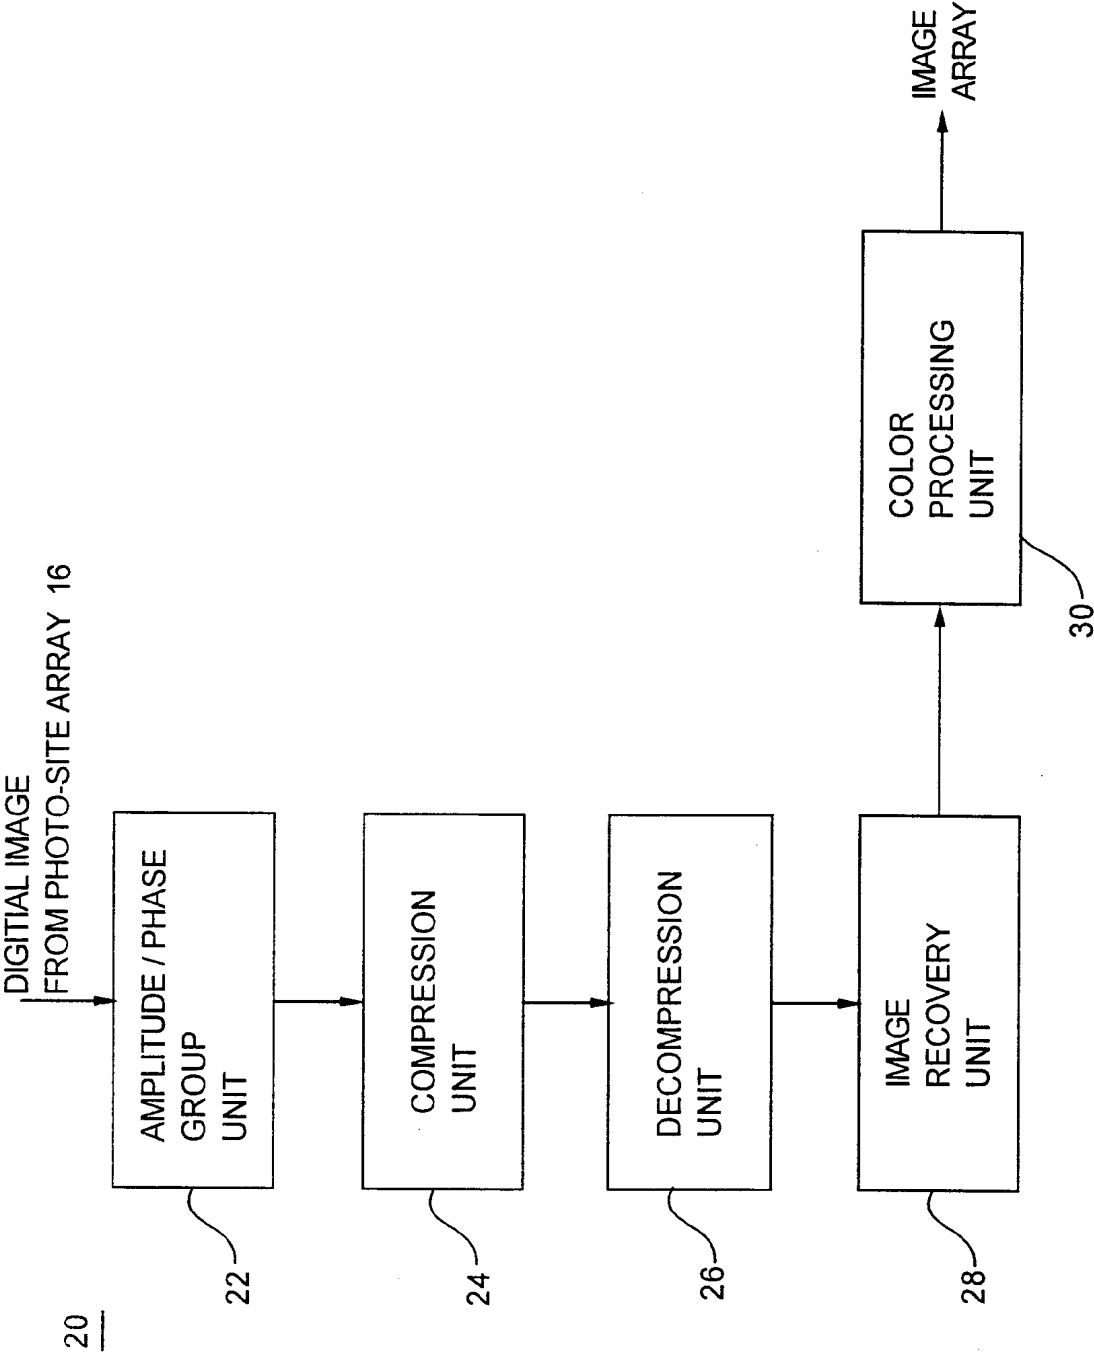 20
DIGITIAL IMAGE
FROM PHOTO-SITE ARRAY 16
AMPLITUDE / PHASE
GROUP
UNIT
22
COMPRESSION
UNIT
24
DECOMPRESSION
UNIT
26
IMAGE
RECOVERY
UNIT
28
COLOR
PROCESSING
UNIT
30
IMAGE
ARRAY